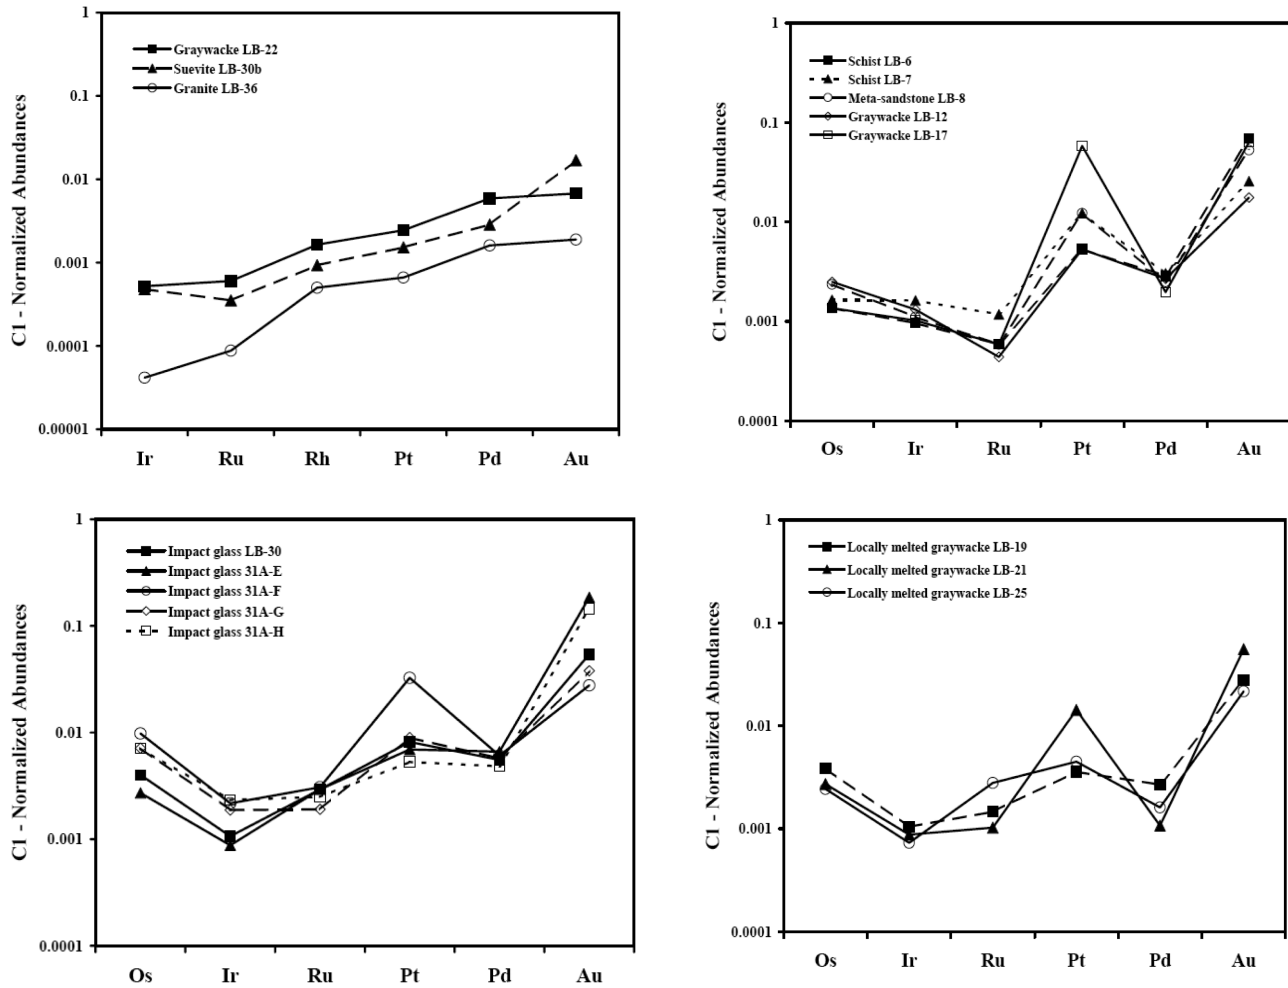 C1 - Normalized Abundances
1
0.1
0.01
0.001
0.0001
0.00001
Graywacke LB-22
Suevite LB-30b
Granite LB-36
Ir Ru Rh Pt Pd Au
C1 - Normalized Abundances
1
0.1
0.01
0.001
0.0001
Schist LB-6
Schist LB-7
Meta-sandstone LB-8
Graywacke LB-12
Graywacke LB-17
Os Ir Ru Pt Pd Au
C1 - Normalized Abundances
1
0.1
0.01
0.001
0.0001
Impact glass LB-30
Impact glass 31A-E
Impact glass 31A-F
Impact glass 31A-G
Impact glass 31A-H
Os Ir Ru Pt Pd Au
C1 - Normalized Abundances
1
0.1
0.01
0.001
0.0001
Locally melted graywacke LB-19
Locally melted graywacke LB-21
Locally melted graywacke LB-25
Os Ir Ru Pt Pd Au